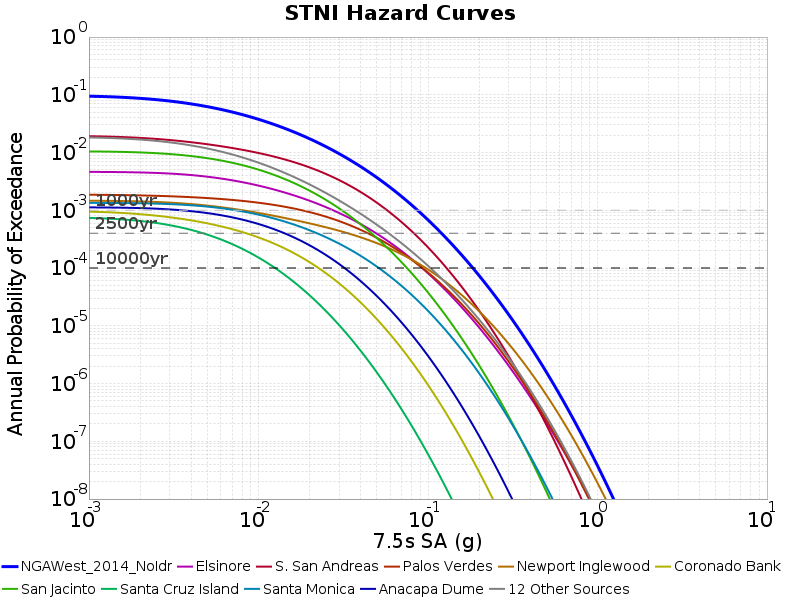 STNI Hazard Curves
10^0
10^-1
10^-2
10^-3
10^-4
10^-5
10^-6
10^-7
10^-8
Annual Probability of Exceedance
1000yr
2500yr
10000yr
10^-3 10^-2 10^-1 10^0 10^1
7.5s SA (g)
NGAWest_2014_NoIdr Elsinore S. San Andreas Palos Verdes Newport Inglewood Coronado Bank
San Jacinto Santa Cruz Island Santa Monica Anacapa Dume 12 Other Sources